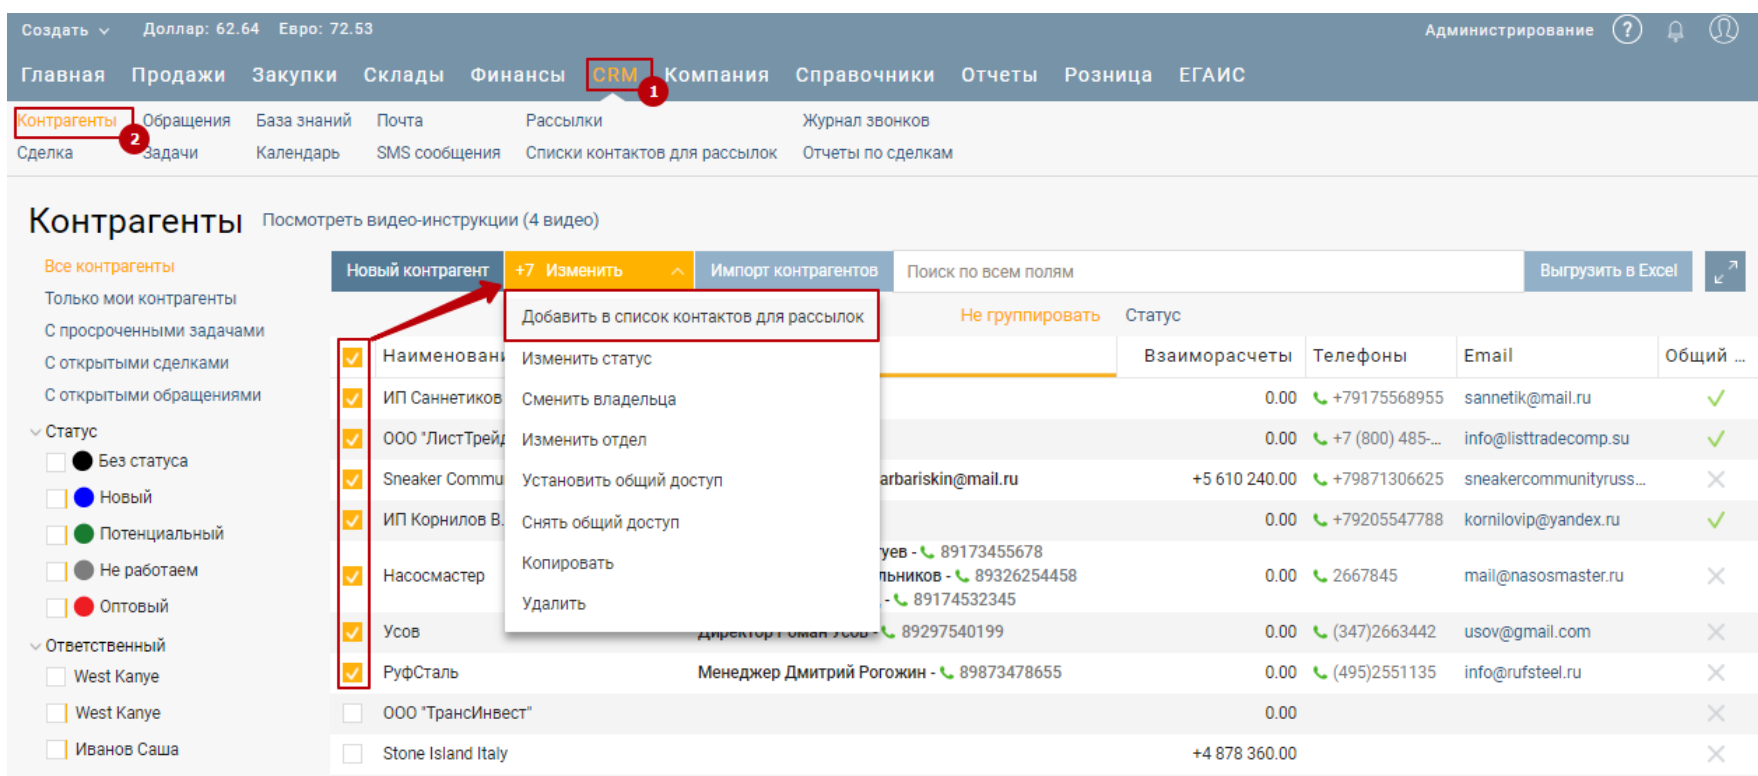 Создать Доллар: 62.64 Евро: 72.53 Администрирование ?
Главная Продажи Закупки Склады Финансы CRM Компания Справочники Отчеты Розница ЕГАИС
1
Контрагенты Обращения База знаний Почта Рассылки Журнал звонков
2
Сделка Задачи Календарь SMS сообщения Списки контактов для рассылок Отчеты по сделкам
Контрагенты Посмотреть видео-инструкции (4 видео)
Все контрагенты
Только мои контрагенты
С просроченными задачами
С открытыми сделками
С открытыми обращениями
Статус
Без статуса
Новый
Потенциальный
Не работаем
Оптовый
Ответственный
West Kanye
West Kanye
Иванов Саша
Новый контрагент +7 Изменить Импорт контрагентов Поиск по всем полям Выгрузить в Excel
Добавить в список контактов для рассылок
Изменить статус
Сменить владельца
Изменить отдел
Установить общий доступ
Снять общий доступ
Копировать
Удалить
Не группировать Статус
Взаиморасчеты Телефоны Email Общий ...
ИП Саннетиков 0.00 +79175568955 sannetik@mail.ru
ООО "ЛистТрейд 0.00 +7 (800) 485-... info@listtradecomp.su
Sneaker Commu arbariskin@mail.ru +5 610 240.00 +79871306625 sneakercommunityruss...
ИП Корнилов В. 0.00 +79205547788 kornilovip@yandex.ru
уев - 89173455678
Насосмастер льников - 89326254458 0.00 2667845 mail@nasosmaster.ru
- 89174532345
Усов Директор Роман Усов - 89297540199 0.00 (347)2663442 usov@gmail.com
РуфСталь Менеджер Дмитрий Рогожин - 89873478655 0.00 (495)2551135 info@rufsteel.ru
ООО "ТрансИнвест" 0.00
Stone Island Italy +4 878 360.00